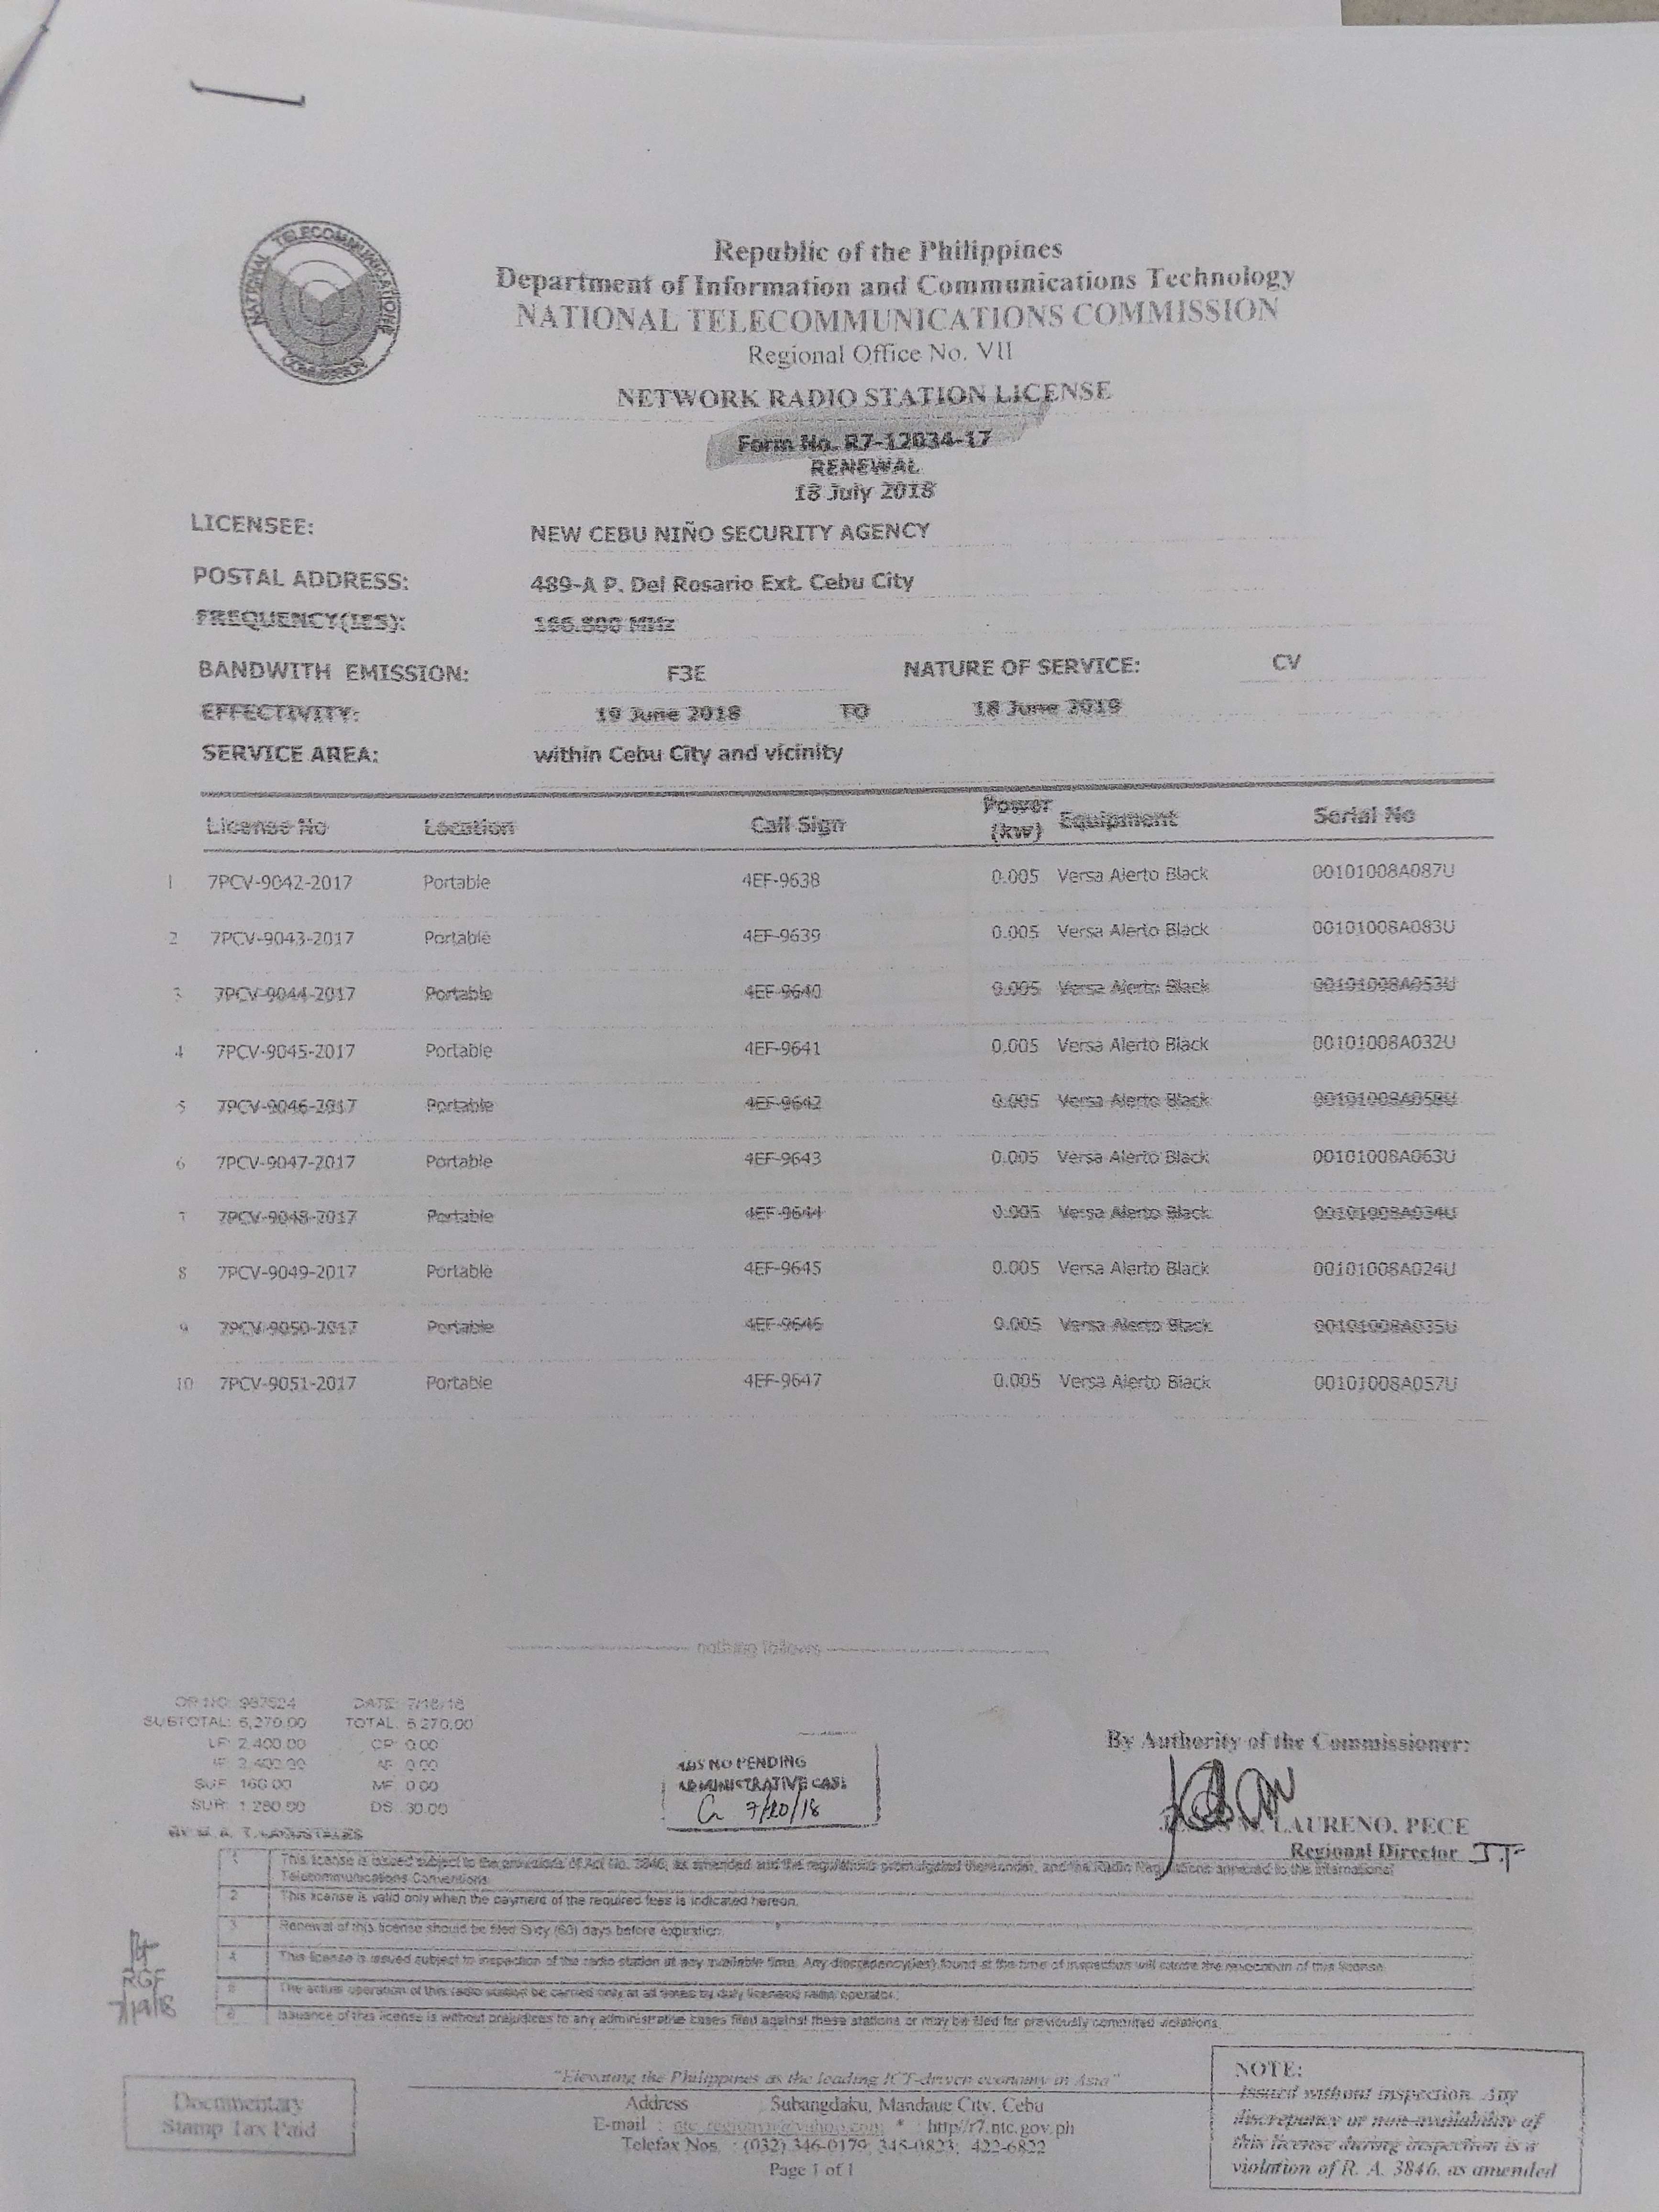 NATIONAL TELECOMMUNICATIONS COMMISSION
Republic of the Philippines
Department of Information and Communications Technology
NATIONAL TELECOMMUNICATIONS COMMISSION
Regional Office No. VII
NETWORK RADIO STATION LICENSE
Form No. R7-12034-17
RENEWAL
18 July 2018
LICENSEE: NEW CEBU NIÑO SECURITY AGENCY
POSTAL ADDRESS: 489-A P. Del Rosario Ext. Cebu City
FREQUENCY(IES): MHz
BANDWITH EMISSION: F3E NATURE OF SERVICE: CV
EFFECTIVITY: 19 June 2018 TO 18 June 2019
SERVICE AREA: within Cebu City and vicinity
License No Location Call Sign Power (kw) Equipment Serial No
1 7PCV-9042-2017 Portable 4EF-9638 0.005 Versa Alerto Black 00101008A087U
2 7PCV-9043-2017 Portable 4EF-9639 0.005 Versa Alerto Black 00101008A083U
3 7PCV-9044-2017 Portable 4EF-9640 0.005 Versa Alerto Black 00101008A053U
4 7PCV-9045-2017 Portable 4EF-9641 0.005 Versa Alerto Black 00101008A032U
5 7PCV-9046-2017 Portable 4EF-9642 0.005 Versa Alerto Black
6 7PCV-9047-2017 Portable 4EF-9643 0.005 Versa Alerto Black 00101008A063U
7 7PCV-9048-2017 Portable 4EF-9644 0.005 Versa Alerto Black 00101008A034U
8 7PCV-9049-2017 Portable 4EF-9645 0.005 Versa Alerto Black 00101008A024U
9 7PCV-9050-2017 Portable 4EF-9646 0.005 Versa Alerto Black 00101008A035U
10 7PCV-9051-2017 Portable 4EF-9647 0.005 Versa Alerto Black 00101008A057U
nothing follows
OR NO: DATE:
SUBTOTAL: TOTAL:
LF: 2,400.00 CP: 0.00
2,400.00 0.00
SUF: 160.00 MF: 0.00
SUR: 1,280.00 DS: 30.00
HAS NO PENDING
ADMINISTRATIVE CASE
7/20/18
By Authority of the Commissioner:
LAURENO, PECE
Regional Director J.F
1 This license is issued subject to the provisions of Act No. 3846, as amended and the regulations promulgated thereunder, and the Radio Regulations annexed to the International
Telecommunications Conventions.
2 This license is valid only when the payment of the required fees is indicated hereon.
3 Renewal of this license should be filed Sixty (60) days before expiration.
4 This license is issued subject to inspection of the radio station at any available time. Any discrepancy(ies) found at the time of inspection will cause the revocation of this license.
5 The actual operation of this radio station be carried only at all times by duly licensed radio operator.
6 Issuance of this license is without prejudices to any administrative cases filed against these stations or may be filed for previously commited violations.
RGF
7/19/18
"Elevating the Philippines as the leading ICT-driven economy in Asia"
Documentary
Stamp Tax Paid
Address Subangdaku, Mandaue City, Cebu
E-mail : * : http//r7.ntc.gov.ph
Telefax Nos. : (032) 346-0179; 345-0823; 422-6822
Page 1 of 1
NOTE:
Issued without inspection. Any
discrepancy or non-availability of
this license during inspection is a
violation of R. A. 3846, as amended